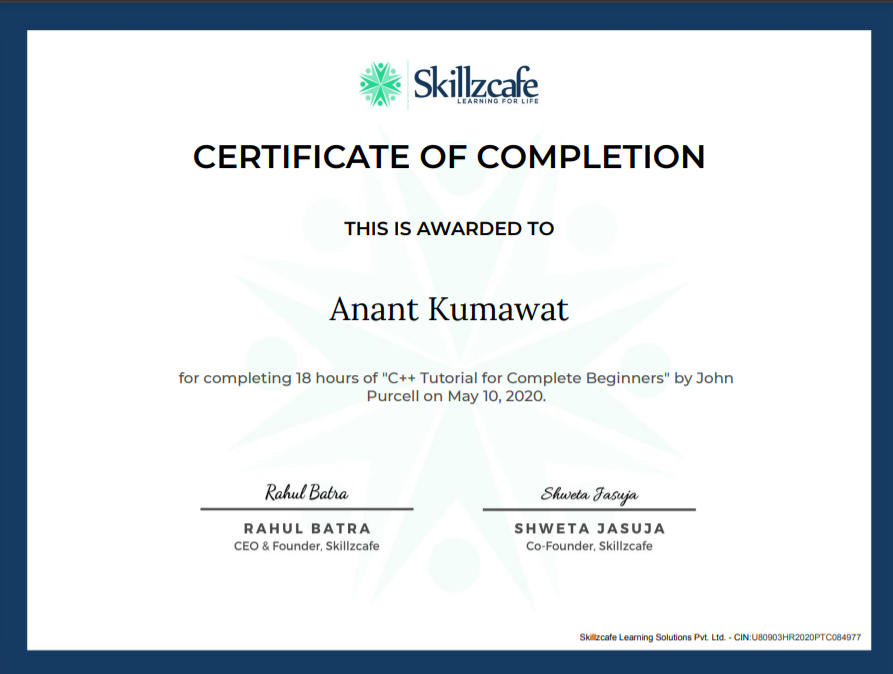 Skillzcafe
LEARNING FOR LIFE
CERTIFICATE OF COMPLETION
THIS IS AWARDED TO
Anant Kumawat
for completing 18 hours of "C++ Tutorial for Complete Beginners" by John
Purcell on May 10, 2020.
Rahul Batra
Shweta Jasuja
RAHUL BATRA
SHWETA JASUJA
CEO & Founder, Skillzcafe
Co-Founder, Skillzcafe
Skillzcafe Learning Solutions Pvt. Ltd. - CIN:U80903HR2020PTC084977